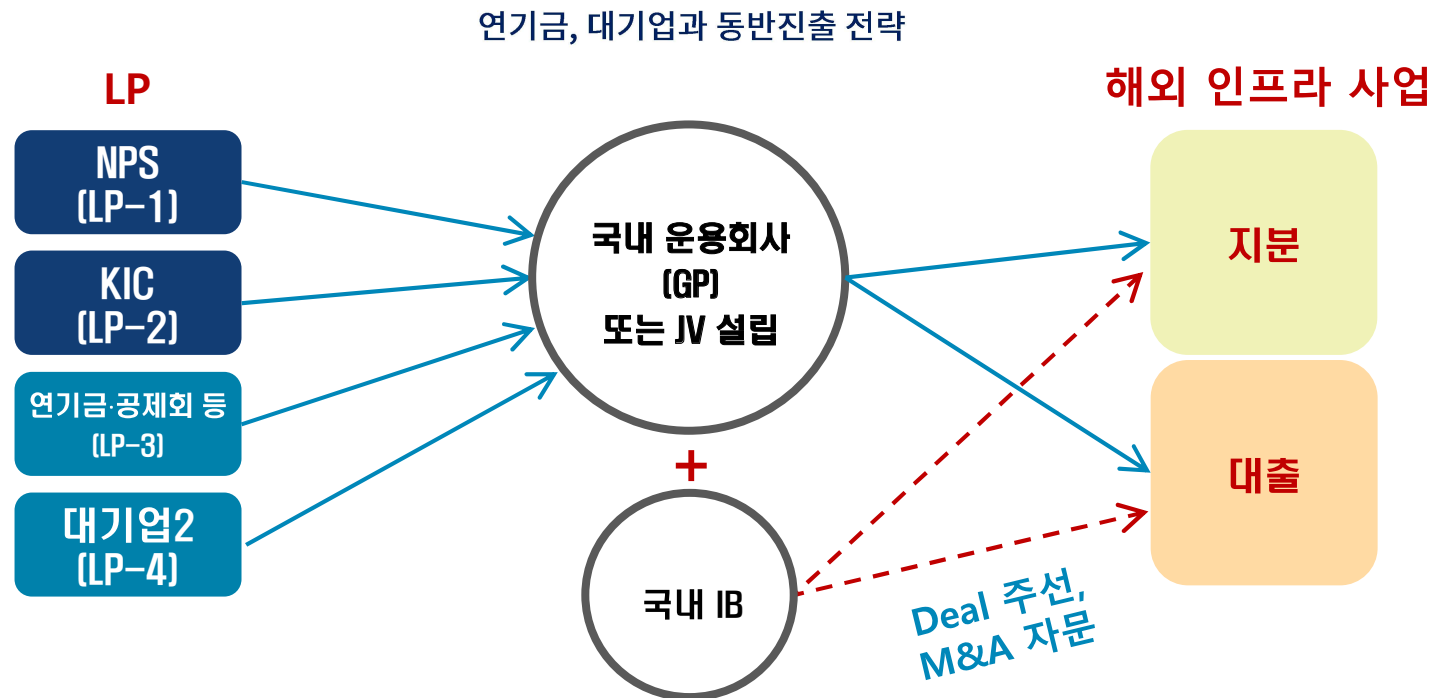 연기금, 대기업과 동반진출 전략
LP
해외 인프라 사업
NPS
(LP-1)
KIC
(LP-2)
연기금·공제회 등
(LP-3)
대기업2
(LP-4)
국내 운용회사
(GP)
또는 JV 설립
+
국내 IB
지분
대출
Deal 주선,
M&A 자문